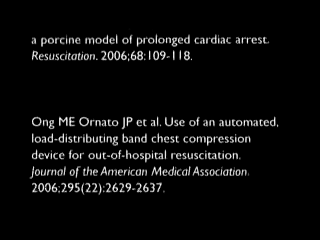 a porcine model of prolonged cardiac arrest.
Resuscitation. 2006;68:109-118.
Ong ME Ornato JP et al. Use of an automated,
load-distributing band chest compression
device for out-of-hospital resuscitation.
Journal of the American Medical Association.
2006;295(22):2629-2637.